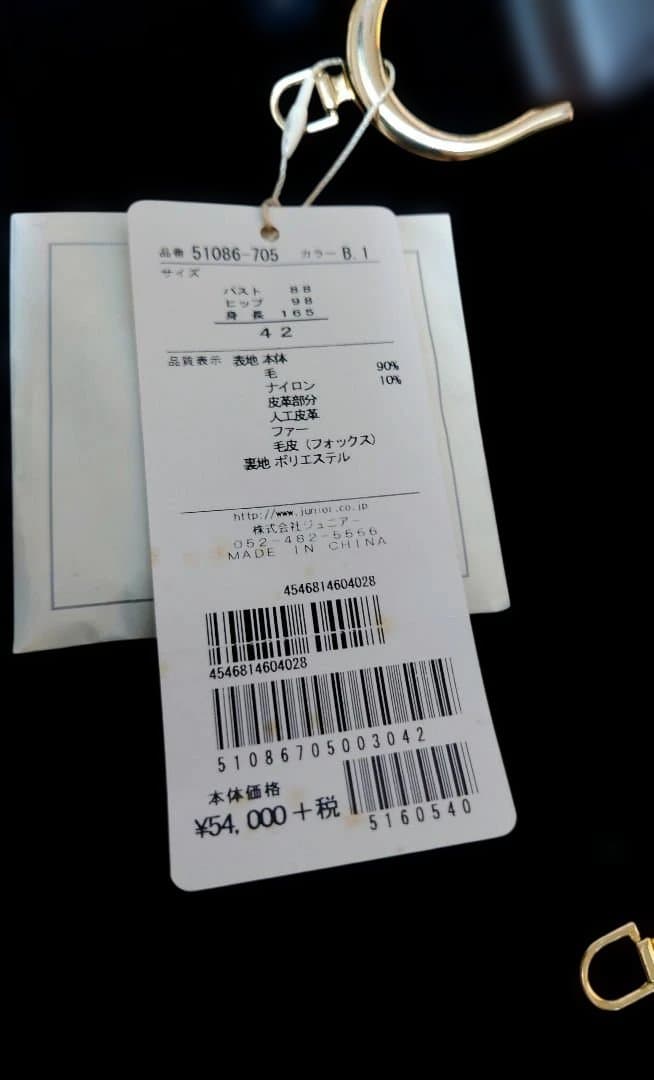 品番 51086-705 カラー B.1
サイズ
バスト 88
ヒップ 98
身長 165
42
品質表示 表地 本体
毛 90%
ナイロン 10%
皮革部分
人工皮革
ファー
毛皮(フォックス)
裏地 ポリエステル
http://www.junior.co.jp
株式会社ジュニアー
052-482-5556
MADE IN CHINA
4546814604028
4546814604028
51086705003042
本体価格
¥54,000+税
5160540